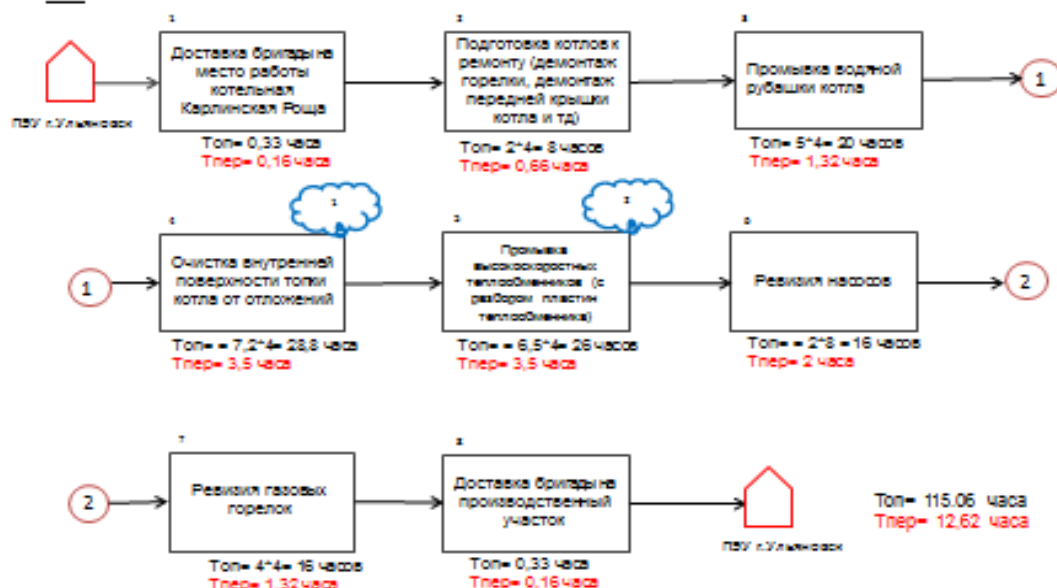 1
2
3
Доставка бригады на
место работы
котельная
Карлинская Роща
Подготовка котлов к
ремонту (демонтаж
горелки, демонтаж
передней крышки
котла и тд)
Промывка водяной
рубашки котла
1
ПЗУ г.Ульяновск
Топ= 0,33 часа
Тпер= 0,16 часа
Топ= 2*4= 8 часов
Тпер= 0,66 часа
Топ= 5*4= 20 часов
Тпер= 1,32 часа
1
2
1
Очистка внутренней
поверхности топки
котла от отложений
Промывка
высокоскоростных
теплообменников (с
разбором пластин
теплообменника)
Ревизия насосов
2
Топ= = 7,2*4= 28,8 часа
Тпер= 3,5 часа
Топ= = 6,5*4= 26 часов
Тпер= 3,5 часа
Топ= = 2*8 = 16 часов
Тпер= 2 часа
7
2
Ревизия газовых
горелок
Доставка бригады на
производственный
участок
ПЗУ г.Ульяновск
Топ= 4*4= 16 часов
Тпер= 1,32 часа
Топ= 0,33 часа
Тпер= 0,16 часа
Топ= 115.06 часа
Тпер= 12,62 часа